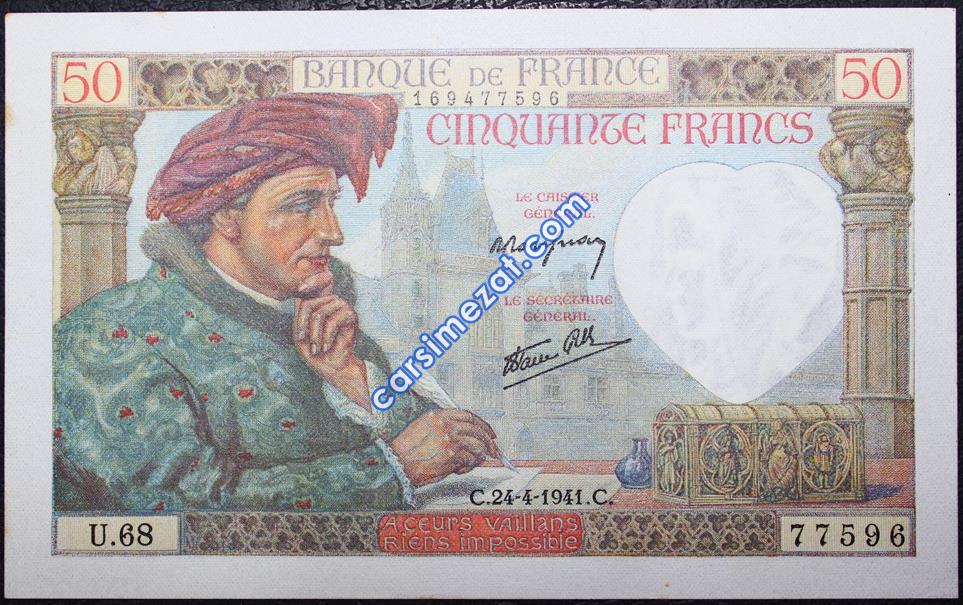 50 BANQUE DE FRANCE 50
169477596
CINQUANTE FRANCS
LE CAISSIER
GÉNÉRAL.
LE SECRÉTAIRE
GÉNÉRAL.
carsimezat.com
C.24-4-1941.C.
U.68
A CŒURS VAILLANS
RIENS IMPOSSIBLE
77596